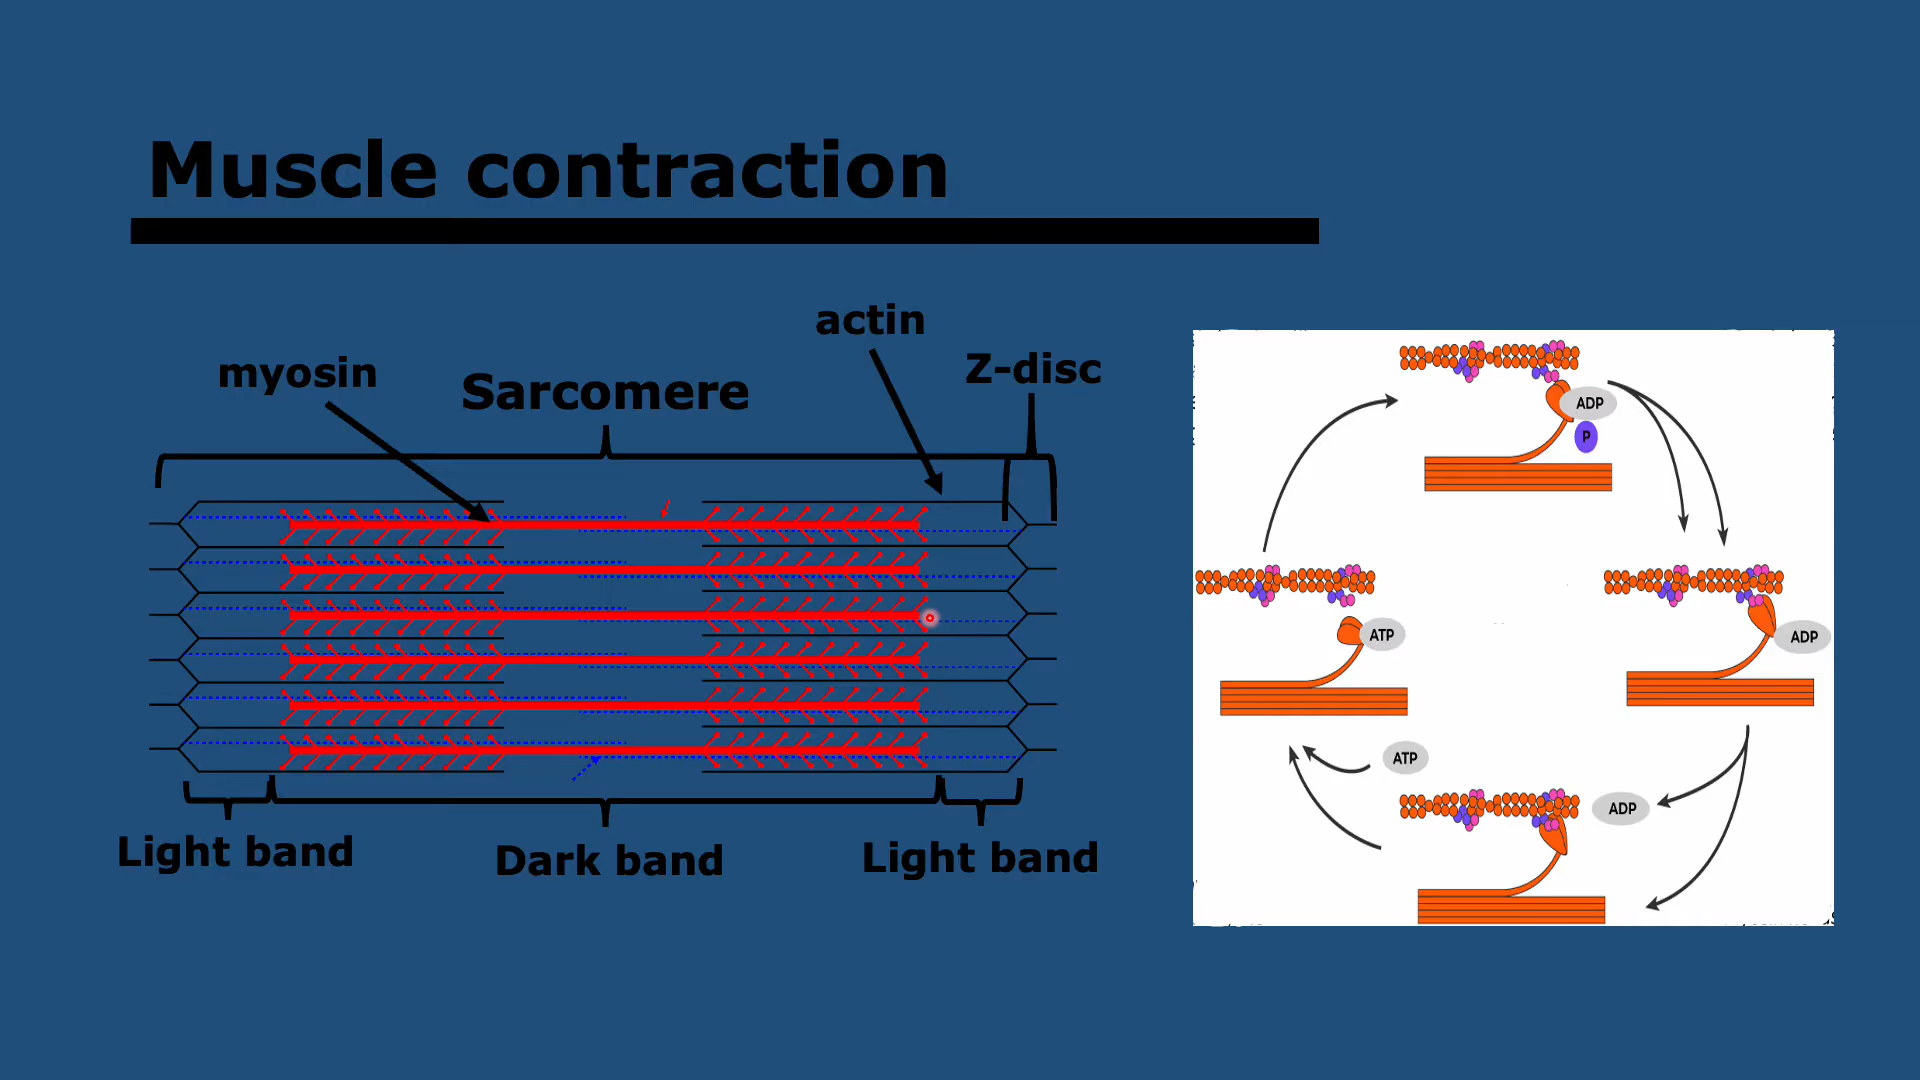 Muscle contraction
actin
myosin
Sarcomere
Z-disc
Light band
Dark band
Light band
ADP
P
ATP
ADP
ATP
ADP